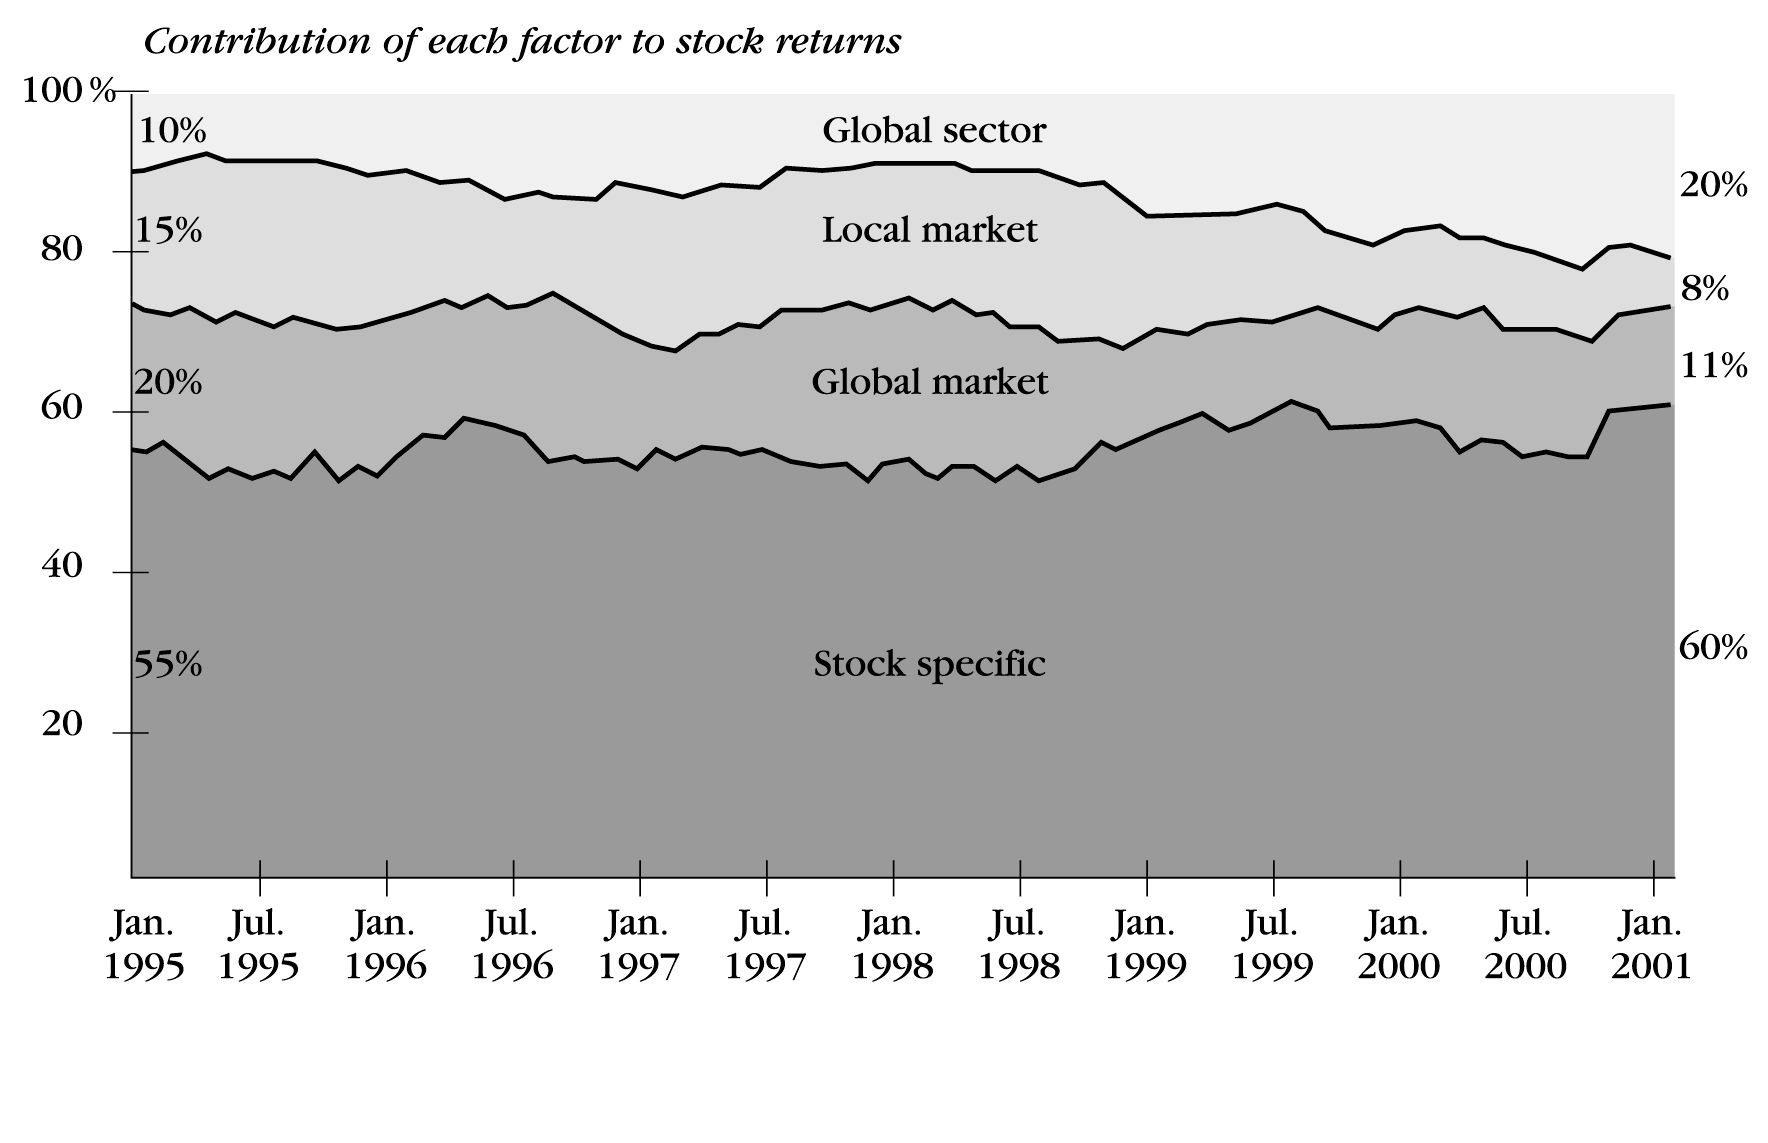 Contribution of each factor to stock returns
100 %
10%
Global sector
20%
15%
Local market
80
8%
11%
20%
Global market
60
40
60%
55%
Stock specific
20
Jan. Jul. Jan. Jul. Jan. Jul. Jan. Jul. Jan. Jul. Jan. Jul. Jan.
1995 1995 1996 1996 1997 1997 1998 1998 1999 1999 2000 2000 2001